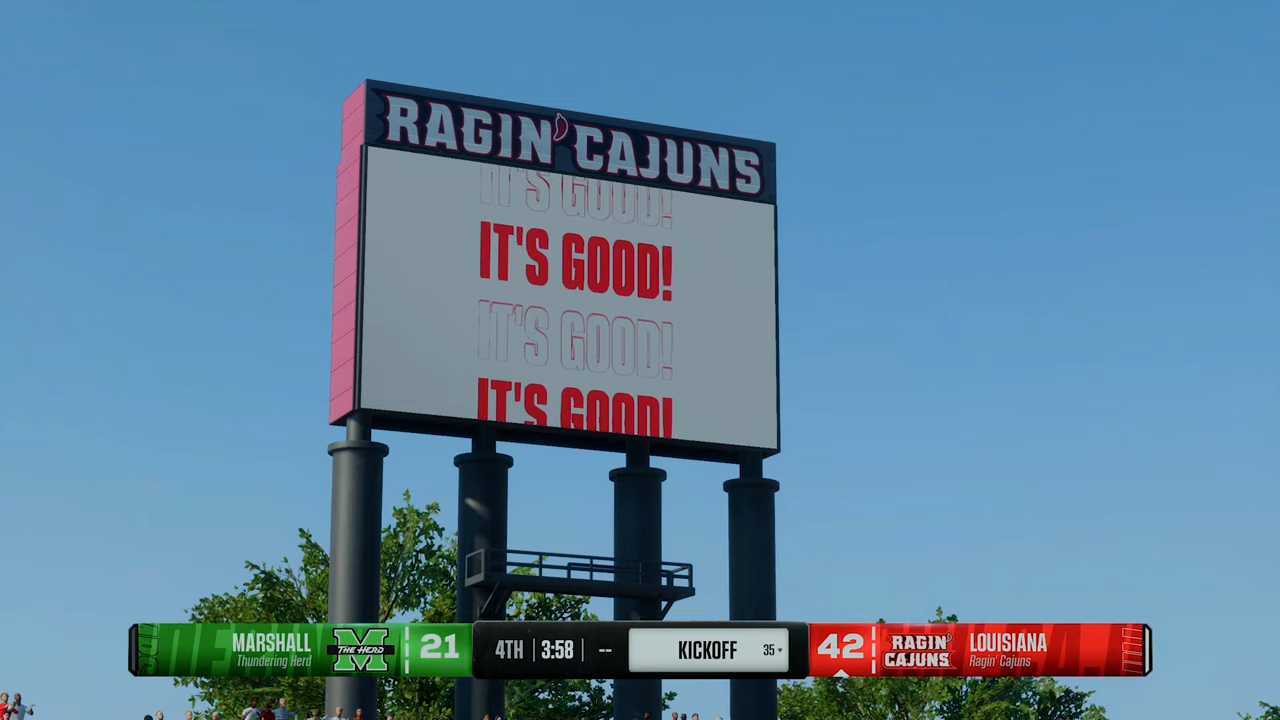 RAGIN' CAJUNS
IT'S GOOD!
IT'S GOOD!
IT'S GOOD!
IT'S GOOD!
MARSHALL
Thundering Herd
M
THE HERD
21
4TH
3:58
--
KICKOFF
35
42
RAGIN'
CAJUNS
LOUISIANA
Ragin' Cajuns